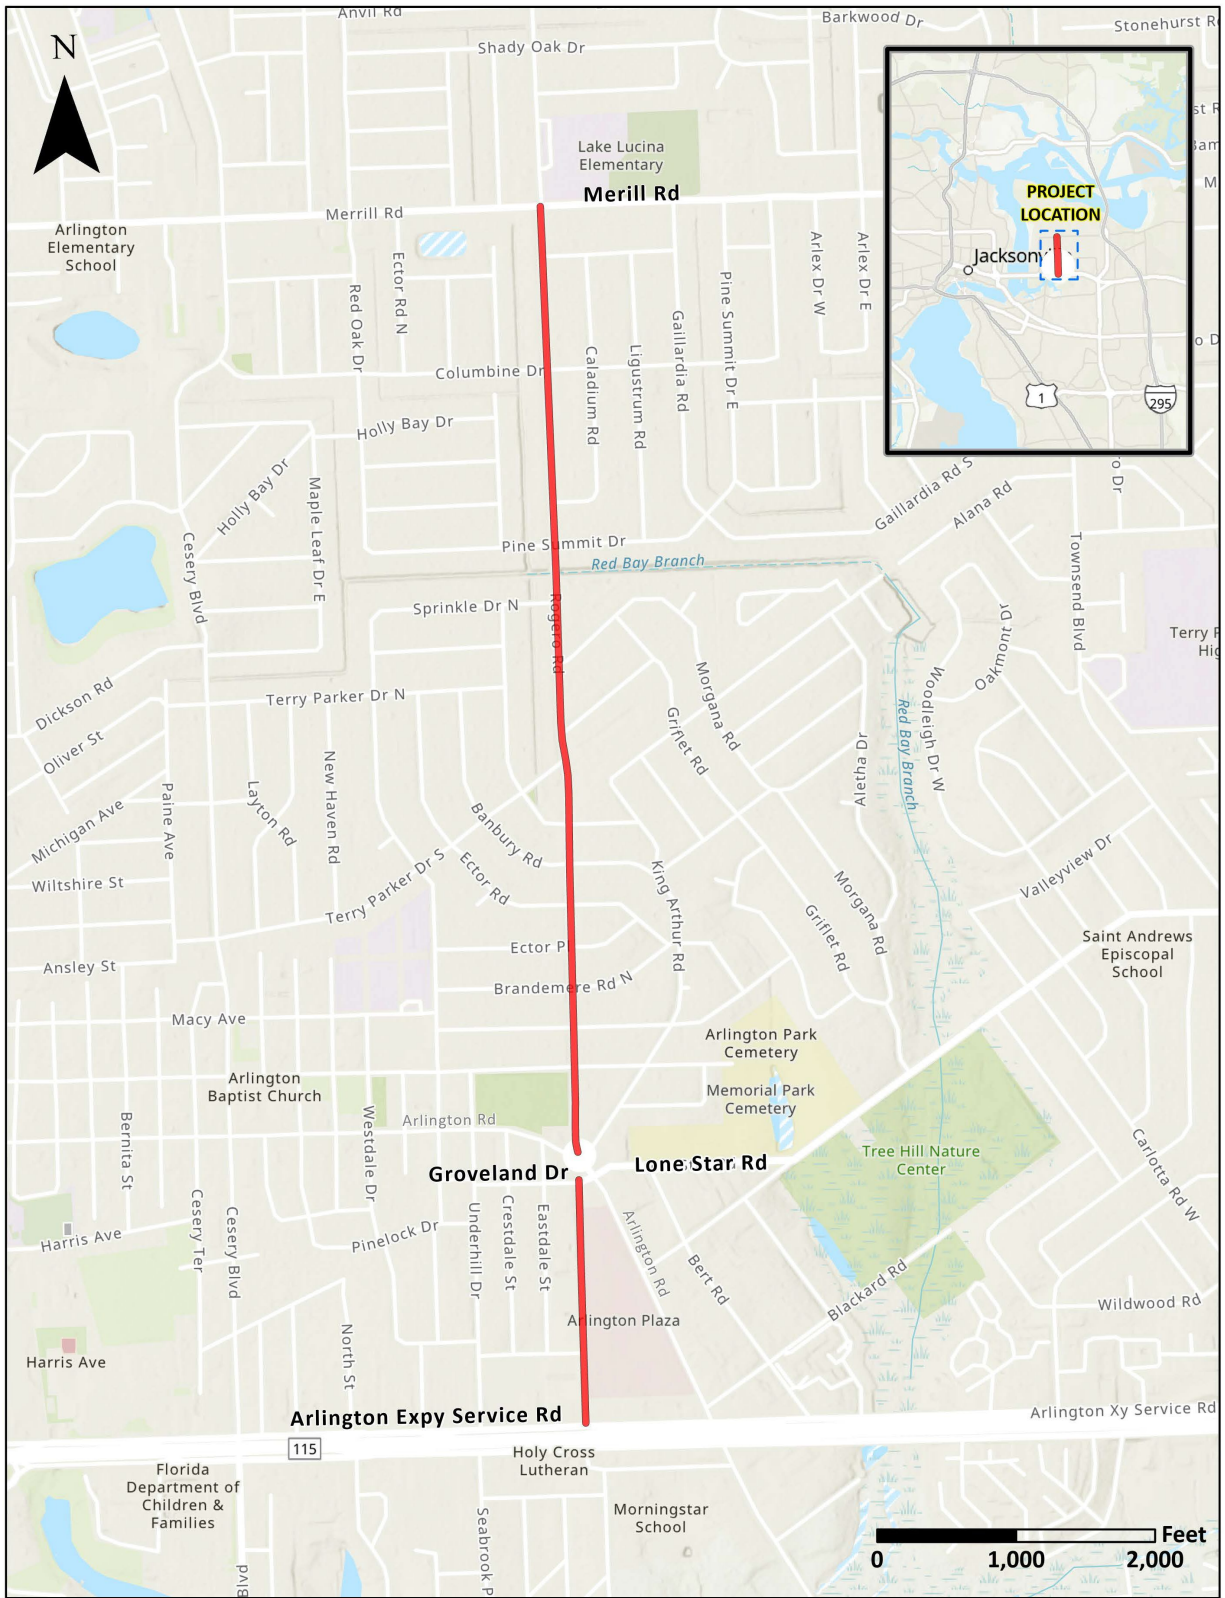 Anvil Rd
Barkwood Dr
Stonehurst R
N
Shady Oak Dr
st R
Lake Lucina
Elementary
Bam
M
Merill Rd
PROJECT
LOCATION
Merrill Rd
Arlington
Elementary
School
Ector Rd N
Arlex Dr W
Arlex Dr E
Jacksonvi
Red Oak Dr
Pine Summit Dr E
Gaillardia Rd
o D
Caladium Rd
Ligustrum Rd
Columbine Dr
1
295
Holly Bay Dr
Holly Bay Dr
Gaillardia Rd S
o Dr
Alana Rd
Maple Leaf Dr E
Cesery Blvd
Pine Summit Dr
Red Bay Branch
Townsend Blvd
Sprinkle Dr N
Rogero Rd
Oakmont Dr
Terry P
Hig
Dickson Rd
Terry Parker Dr N
Morgana Rd
Woodleigh Dr W
Griflet Rd
Red Bay Branch
Oliver St
Aletha Dr
New Haven Rd
Paine Ave
Layton Rd
Michigan Ave
Banbury Rd
Ector Rd
Terry Parker Dr S
Wiltshire St
King Arthur Rd
Morgana Rd
Griflet Rd
Valleyview Dr
Ector Pl
Saint Andrews
Episcopal
School
Ansley St
Brandemere Rd N
Macy Ave
Arlington Park
Cemetery
Arlington
Baptist Church
Memorial Park
Cemetery
Arlington Rd
Bernita St
Westdale Dr
Tree Hill Nature
Center
Groveland Dr
Lone Star Rd
Carlotta Rd W
Cesery Ter
Cesery Blvd
Underhill Dr
Crestdale St
Eastdale St
Arlington Rd
Harris Ave
Pinelock Dr
Bert Rd
Blackard Rd
Wildwood Rd
Arlington Plaza
North St
Harris Ave
Arlington Expy Service Rd
Arlington Xy Service Rd
115
Holy Cross
Lutheran
Florida
Department of
Children &
Families
Morningstar
School
Seabrook P
Blvd
Feet
0
1,000
2,000